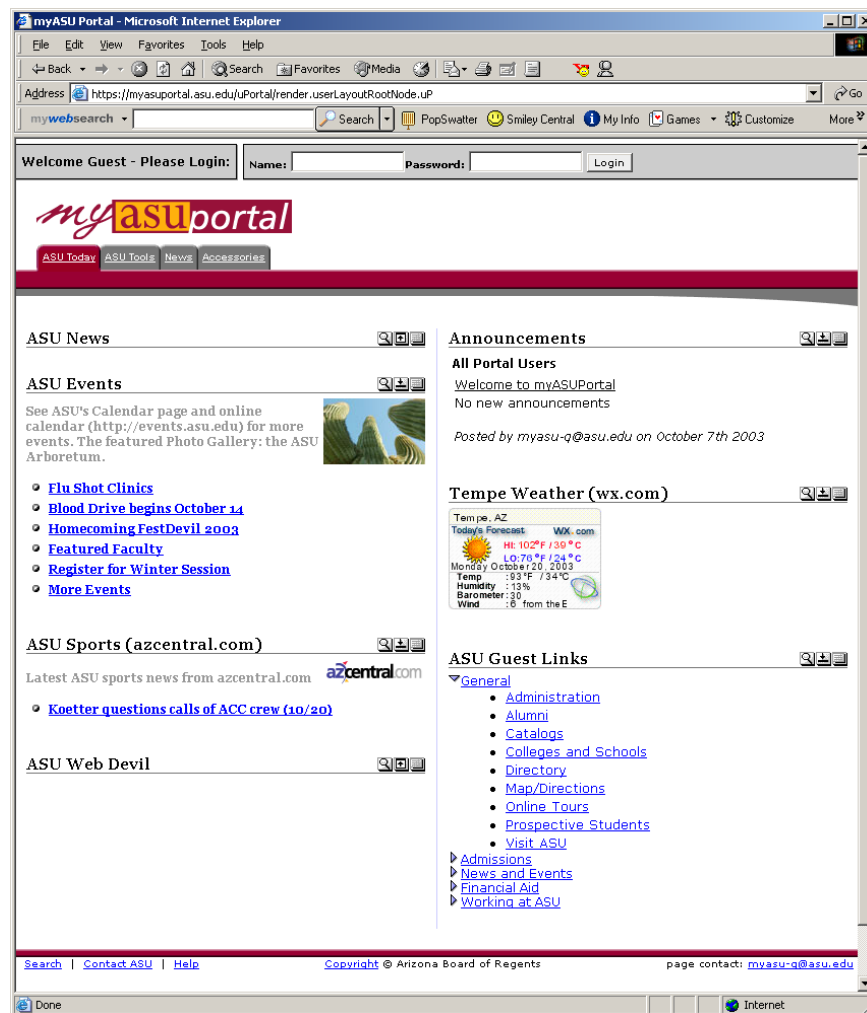 myASU Portal - Microsoft Internet Explorer
File Edit View Favorites Tools Help
Back Search Favorites Media
Address https://myasuportal.asu.edu/uPortal/render.userLayoutRootNode.uP Go
mywebsearch Search PopSwatter Smiley Central My Info Games Customize More
Welcome Guest - Please Login: Name: Password: Login
myasuportal
ASU Today ASU Tools News Accessories
ASU News
ASU Events
See ASU's Calendar page and online
calendar (http://events.asu.edu) for more
events. The featured Photo Gallery: the ASU
Arboretum.
Flu Shot Clinics
Blood Drive begins October 14
Homecoming FestDevil 2003
Featured Faculty
Register for Winter Session
More Events
ASU Sports (azcentral.com)
Latest ASU sports news from azcentral.com azcentral.com
Koetter questions calls of ACC crew (10/20)
ASU Web Devil
Announcements
All Portal Users
Welcome to myASUPortal
No new announcements
Posted by myasu-q@asu.edu on October 7th 2003
Tempe Weather (wx.com)
Tempe, AZ
Today's Forecast WX.com
HI: 102°F / 39°C
LO: 76°F / 24°C
Monday October 20, 2003
Temp : 93°F / 34°C
Humidity : 13%
Barometer : 30
Wind : 6 from the E
ASU Guest Links
General
Administration
Alumni
Catalogs
Colleges and Schools
Directory
Map/Directions
Online Tours
Prospective Students
Visit ASU
Admissions
News and Events
Financial Aid
Working at ASU
Search | Contact ASU | Help Copyright © Arizona Board of Regents page contact: myasu-q@asu.edu
Done Internet